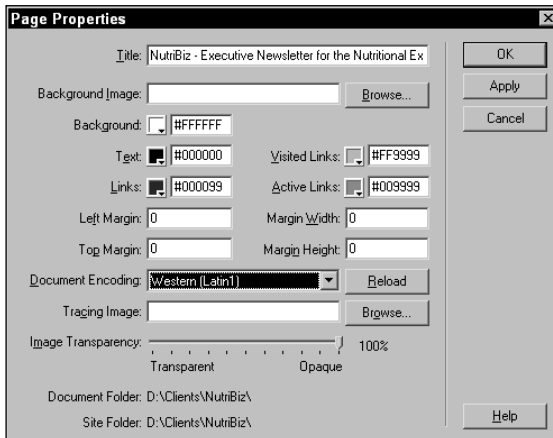 Page Properties
Title: NutriBiz - Executive Newsletter for the Nutritional Ex
OK
Background Image: Browse... Apply
Background: #FFFFFF Cancel
Text: #000000 Visited Links: #FF9999
Links: #000099 Active Links: #009999
Left Margin: 0 Margin Width: 0
Top Margin: 0 Margin Height: 0
Document Encoding: Western (Latin1) Reload
Tracing Image: Browse...
Image Transparency: 100%
Transparent Opaque
Document Folder: D:\Clients\NutriBiz\
Site Folder: D:\Clients\NutriBiz\ Help